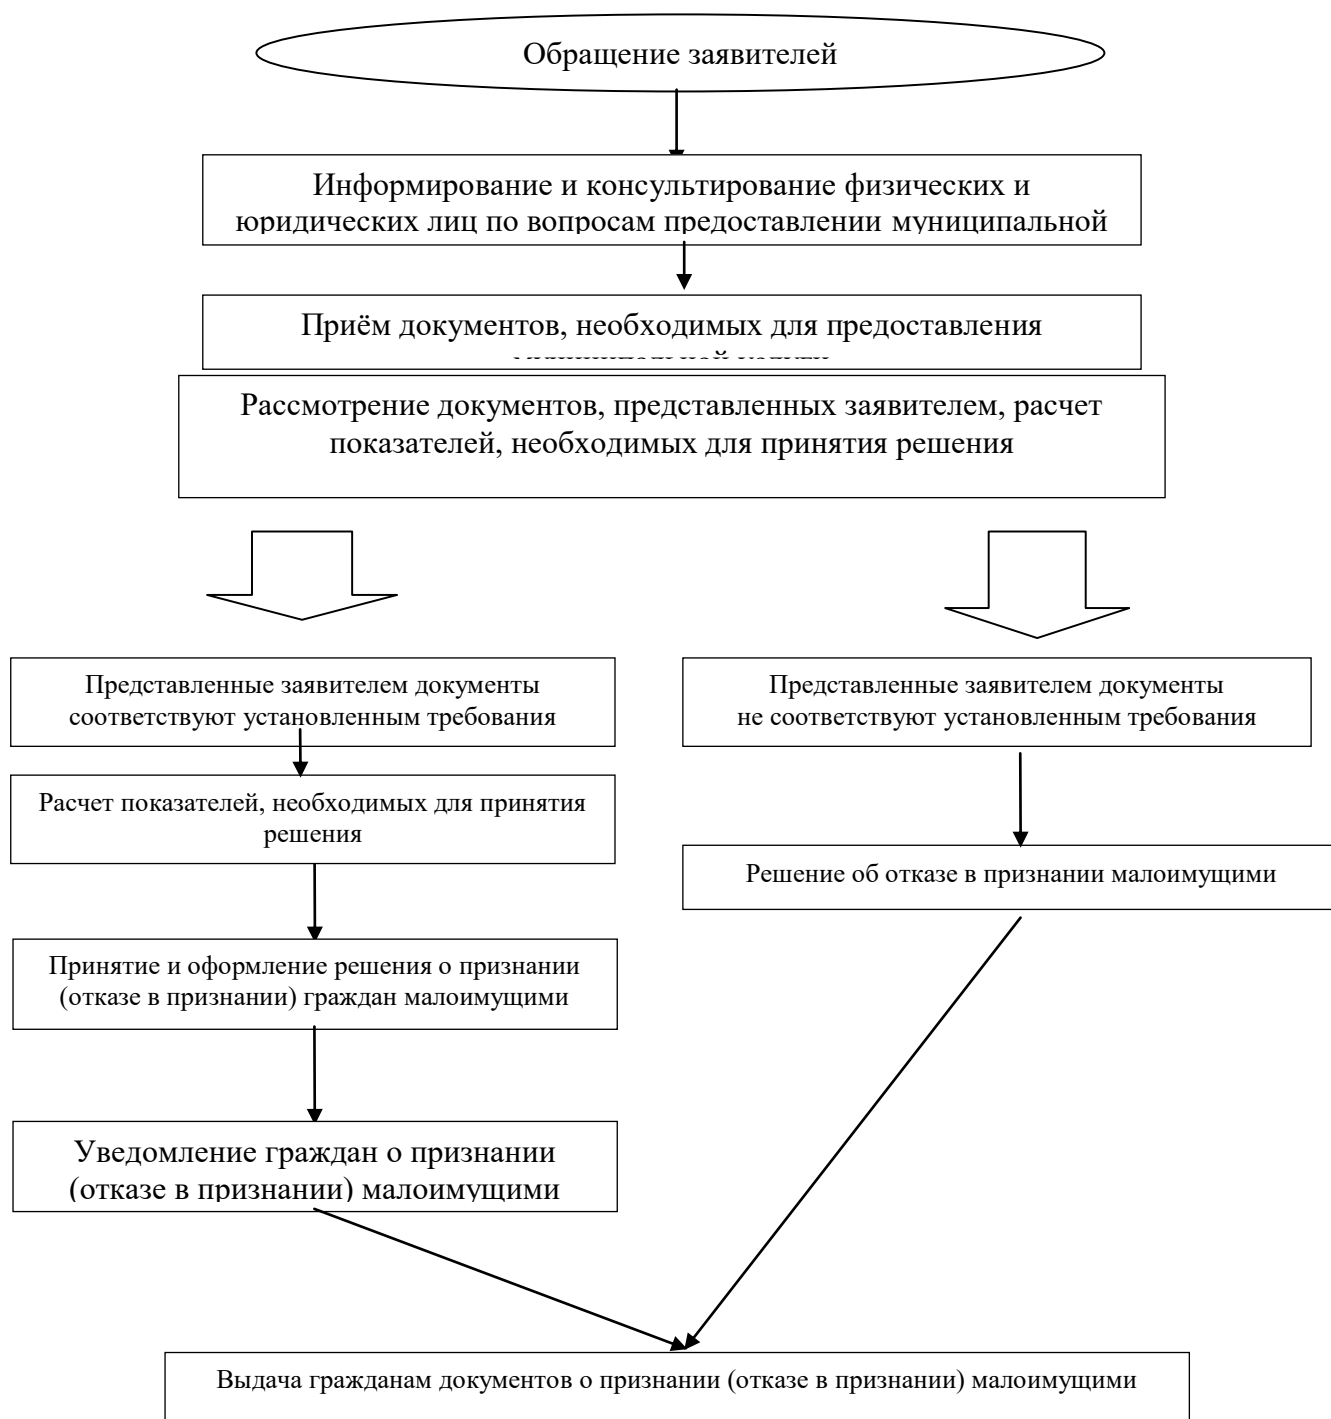 Обращение заявителей
Информирование и консультирование физических и
юридических лиц по вопросам предоставлении муниципальной
Приём документов, необходимых для предоставления
муниципальной услуги
Рассмотрение документов, представленных заявителем, расчет
показателей, необходимых для принятия решения
Представленные заявителем документы
соответствуют установленным требования
Представленные заявителем документы
не соответствуют установленным требования
Расчет показателей, необходимых для принятия
решения
Решение об отказе в признании малоимущими
Принятие и оформление решения о признании
(отказе в признании) граждан малоимущими
Уведомление граждан о признании
(отказе в признании) малоимущими
Выдача гражданам документов о признании (отказе в признании) малоимущими